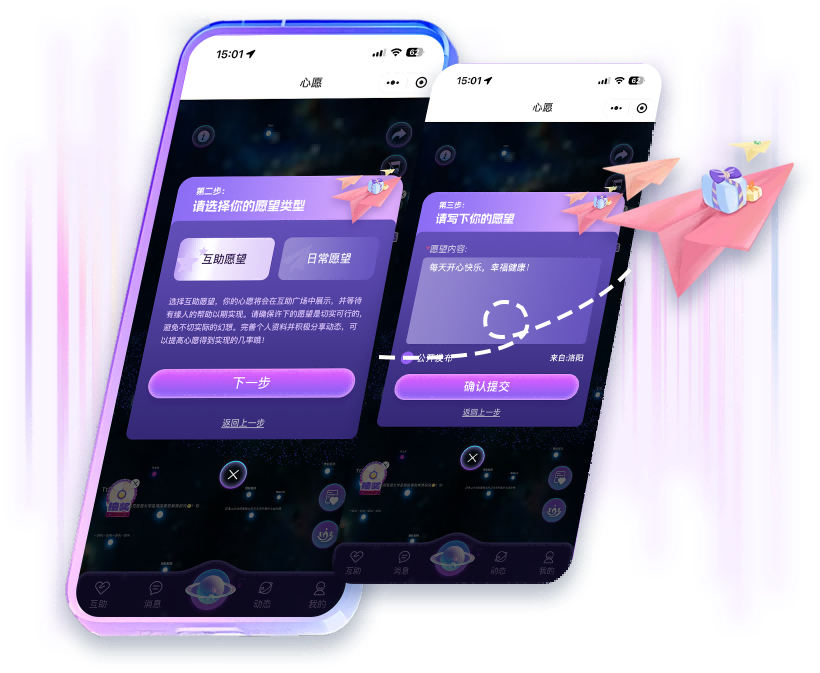 15:01
62
心愿
第二步：
请选择你的愿望类型
互助愿望
日常愿望
选择互助愿望，你的心愿将会在互助广场中展示，并等待
有缘人的帮助以期实现。请确保许下的愿望是切实可行的，
避免不切实际的幻想。完善个人资料并积极分享动态，可
以提高心愿得到实现的几率哦！
下一步
返回上一步
互助
消息
动态
我的
15:01
62
心愿
第三步：
请写下你的愿望
*愿望内容：
每天开心快乐，幸福健康！
公开发布
来自:洛阳
确认提交
返回上一步
互助
消息
动态
我的